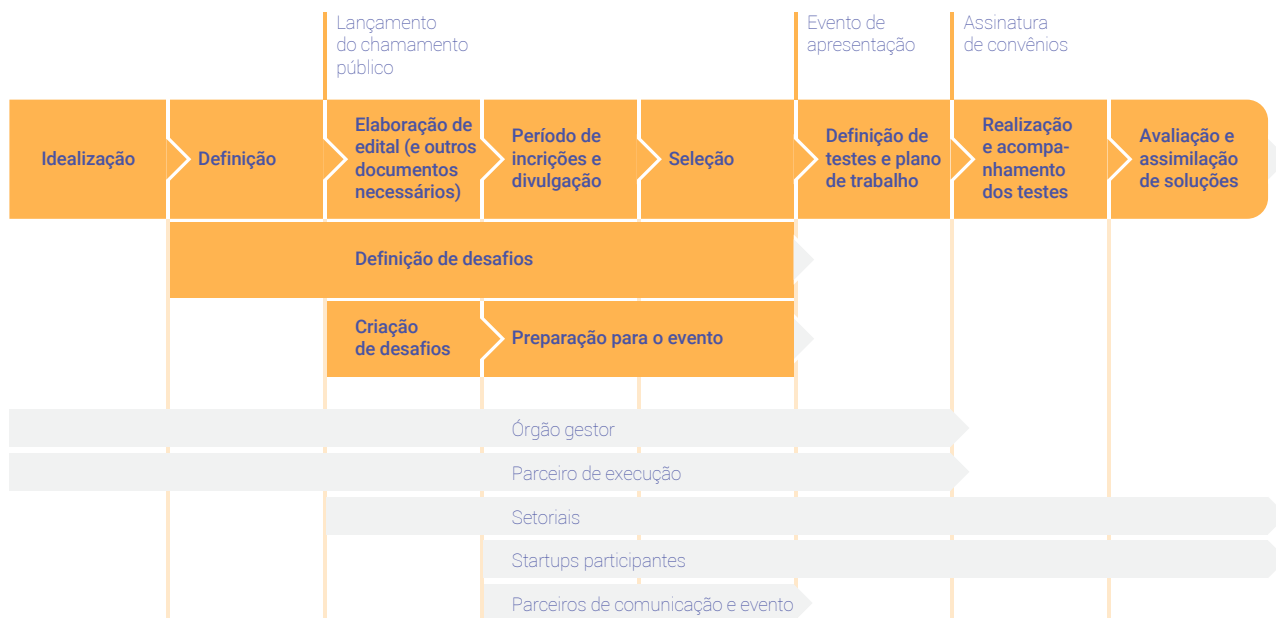 Lançamento
do chamamento
público
Evento de
apresentação
Assinatura
de convênios
Idealização
Definição
Elaboração de
edital (e outros
documentos
necessários)
Período de
incrições e
divulgação
Seleção
Definição de
testes e plano
de trabalho
Realização
e acompa-
nhamento
dos testes
Avaliação e
assimilação
de soluções
Definição de desafios
Criação
de desafios
Preparação para o evento
Órgão gestor
Parceiro de execução
Setoriais
Startups participantes
Parceiros de comunicação e evento